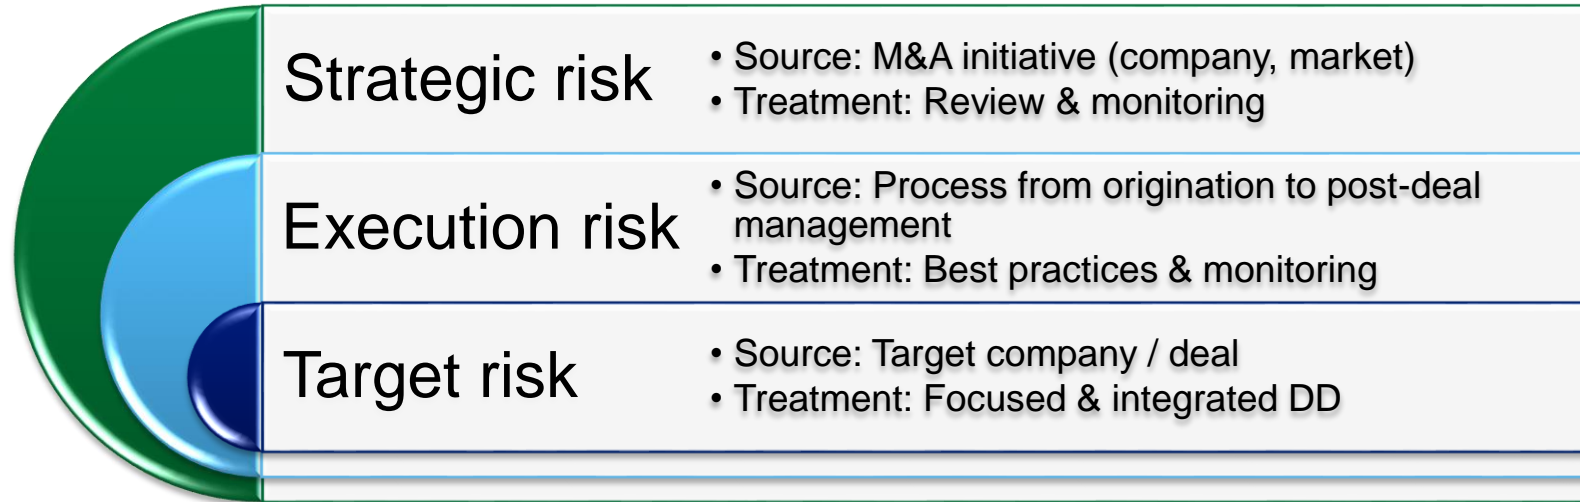 Strategic risk
• Source: M&A initiative (company, market)
• Treatment: Review & monitoring
Execution risk
• Source: Process from origination to post-deal
management
• Treatment: Best practices & monitoring
Target risk
• Source: Target company / deal
• Treatment: Focused & integrated DD